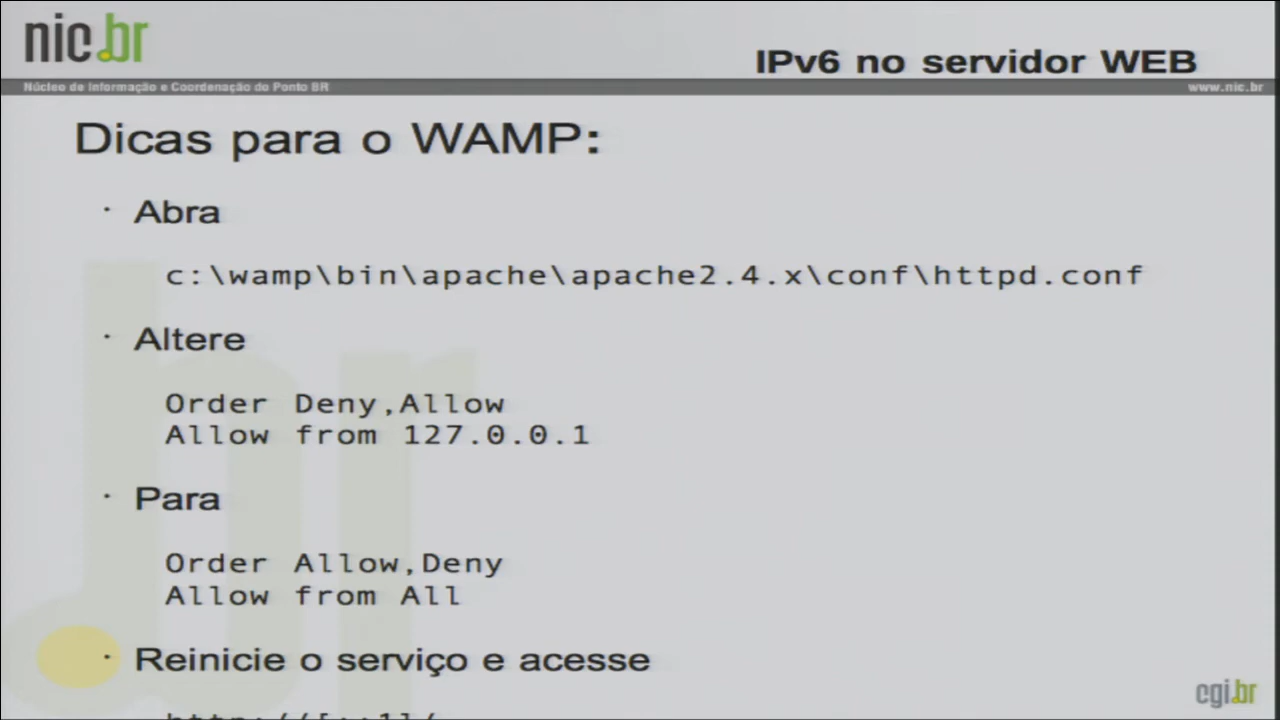 nic.br
IPv6 no servidor WEB
Núcleo de Informação e Coordenação do Ponto BR
www.nic.br
Dicas para o WAMP:
· Abra
c:\wamp\bin\apache\apache2.4.x\conf\httpd.conf
· Altere
Order Deny,Allow
Allow from 127.0.0.1
· Para
Order Allow,Deny
Allow from All
· Reinicie o serviço e acesse
http://[::1]/
cgi.br